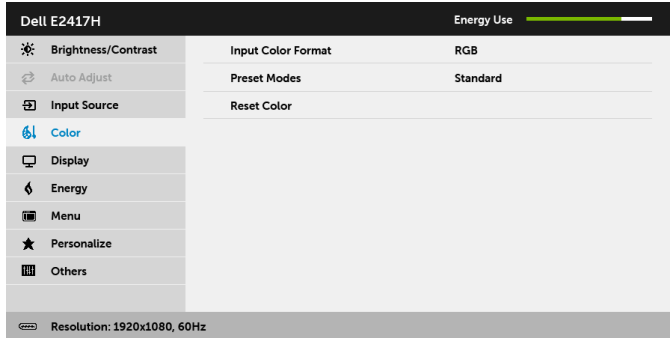 Dell E2417H Energy Use
Brightness/Contrast Input Color Format RGB
Auto Adjust Preset Modes Standard
Input Source Reset Color
Color
Display
Energy
Menu
Personalize
Others
Resolution: 1920x1080, 60Hz